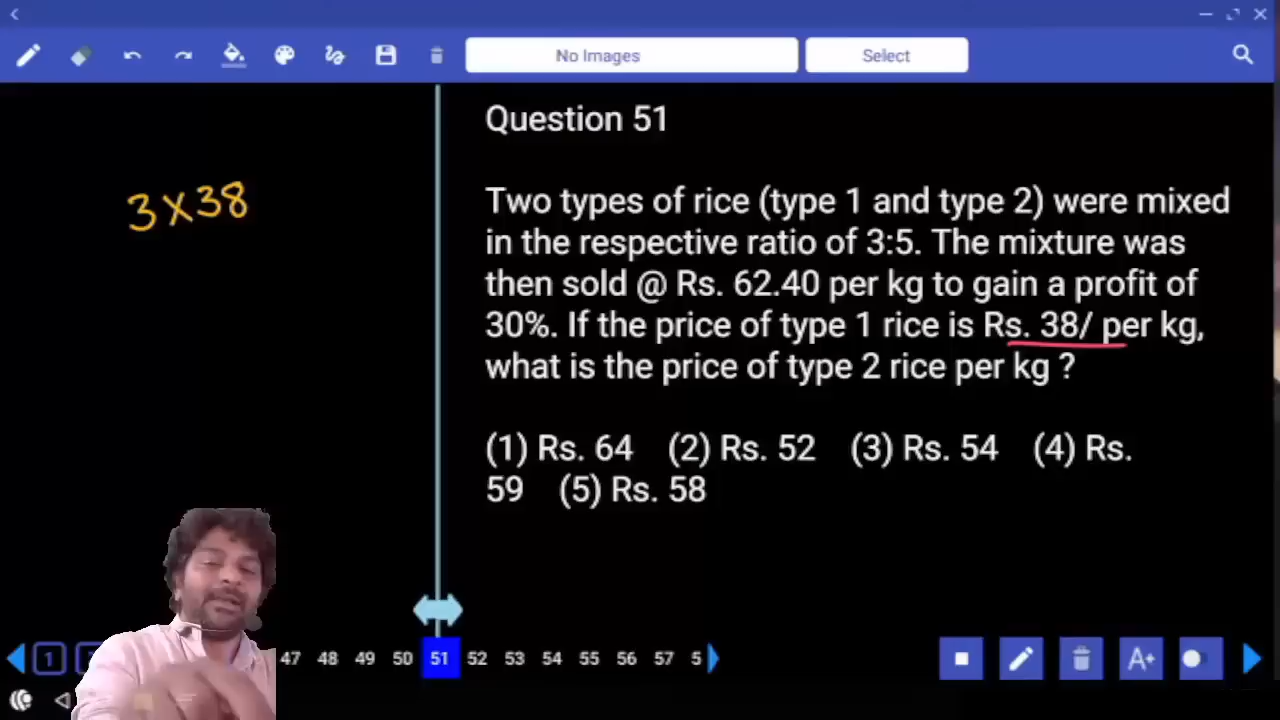 No Images
Select
Question 51
3 X 38
Two types of rice (type 1 and type 2) were mixed
in the respective ratio of 3:5. The mixture was
then sold @ Rs. 62.40 per kg to gain a profit of
30%. If the price of type 1 rice is Rs. 38/ per kg,
what is the price of type 2 rice per kg ?
(1) Rs. 64 (2) Rs. 52 (3) Rs. 54 (4) Rs.
59 (5) Rs. 58
1 47 48 49 50 51 52 53 54 55 56 57 5
A+